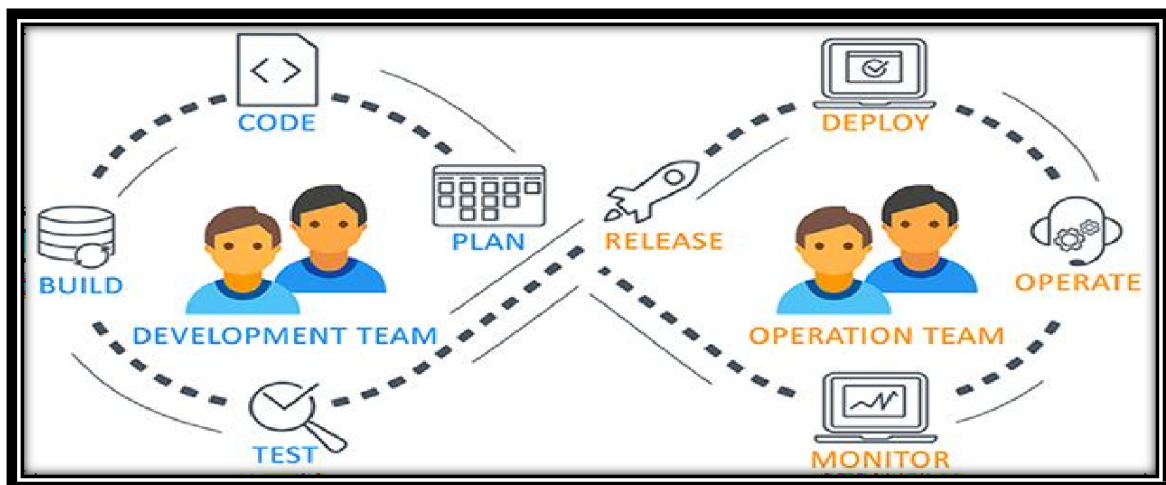 CODE
DEPLOY
PLAN
RELEASE
BUILD
OPERATE
DEVELOPMENT TEAM
OPERATION TEAM
TEST
MONITOR